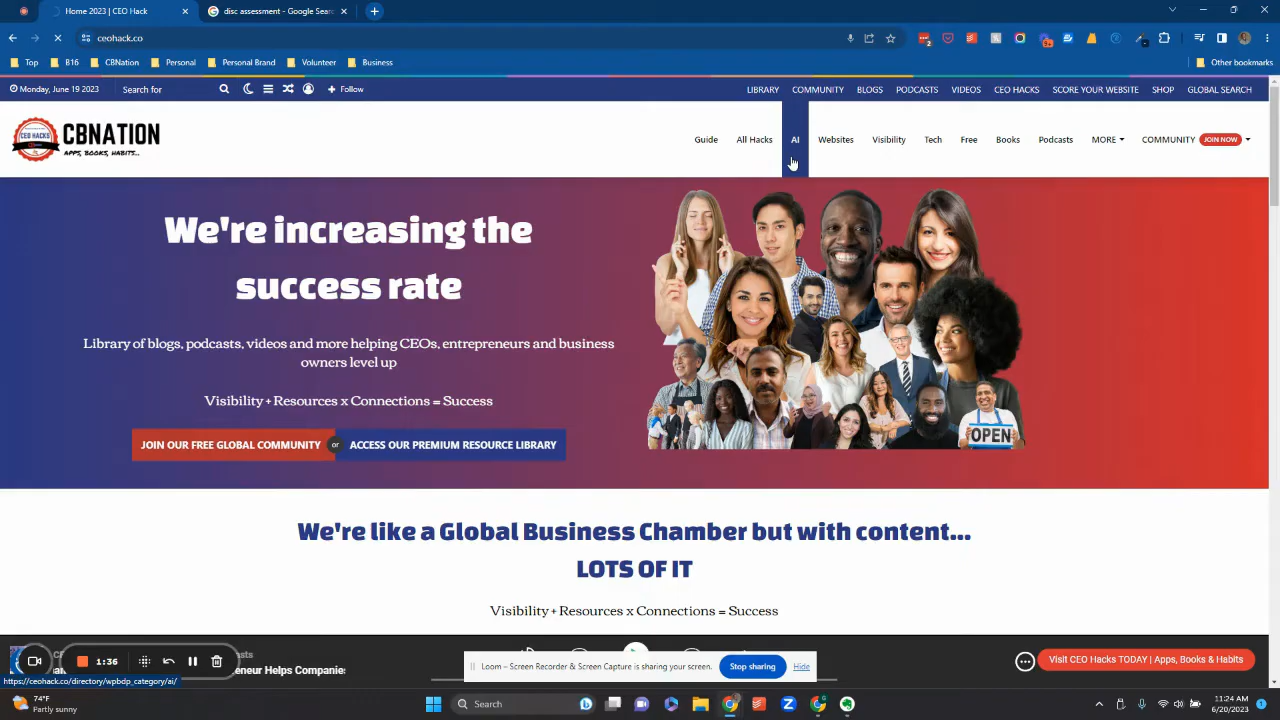 Home 2023 | CEO Hack
disc assessment - Google Sear
ceohack.co
2
9+
Top
B16
CBNation
Personal
Personal Brand
Volunteer
Business
Other bookmarks
Monday, June 19 2023
Search for
Follow
LIBRARY
COMMUNITY
BLOGS
PODCASTS
VIDEOS
CEO HACKS
SCORE YOUR WEBSITE
SHOP
GLOBAL SEARCH
CEO HACKS
CBNATION
APPS, BOOKS, HABITS...
Guide
All Hacks
AI
Websites
Visibility
Tech
Free
Books
Podcasts
MORE
COMMUNITY
JOIN NOW
We're increasing the
success rate
Library of blogs, podcasts, videos and more helping CEOs, entrepreneurs and business
owners level up
Visibility + Resources x Connections = Success
JOIN OUR FREE GLOBAL COMMUNITY
or
ACCESS OUR PREMIUM RESOURCE LIBRARY
OPEN
We're like a Global Business Chamber but with content...
LOTS OF IT
Visibility + Resources x Connections = Success
1:36
Loom – Screen Recorder & Screen Capture is sharing your screen.
Stop sharing
Hide
Visit CEO Hacks TODAY | Apps, Books & Habits
https://ceohack.co/directory/wpbdp_category/ai/
74°F
Partly sunny
Search
11:24 AM
6/20/2023
1